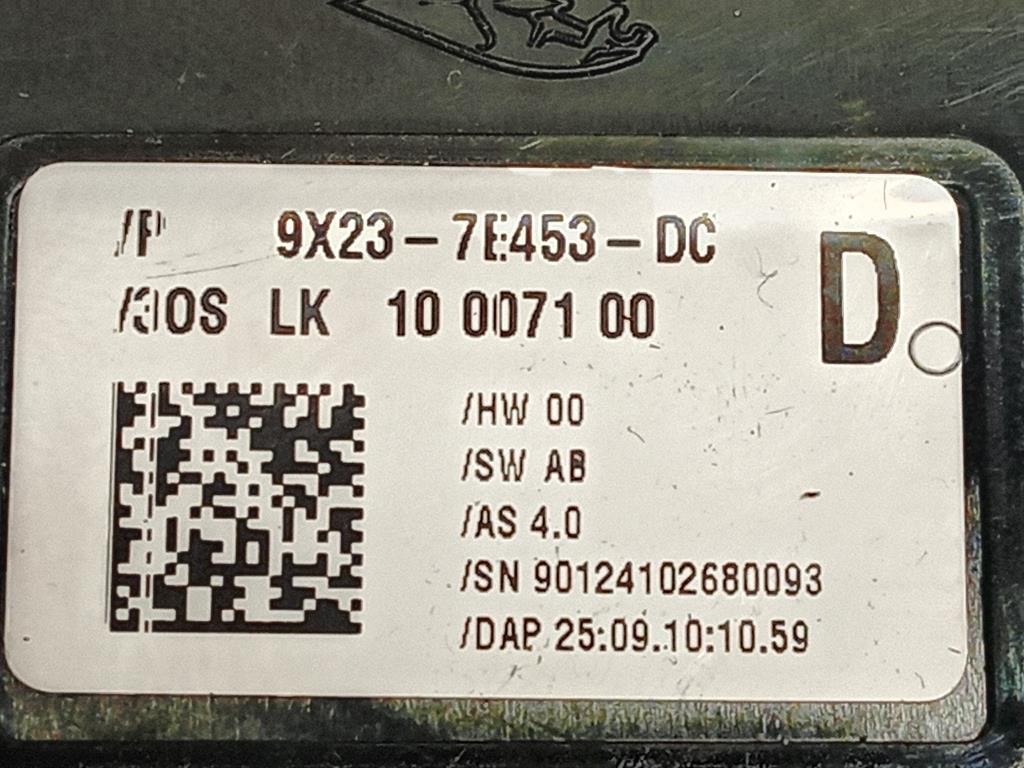 /P 9X23-7E453-DC
D
/30S LK 10 0071 00
/HW 00
/SW AB
/AS 4.0
/SN 90124102680093
/DAP 25:09.10:10.59